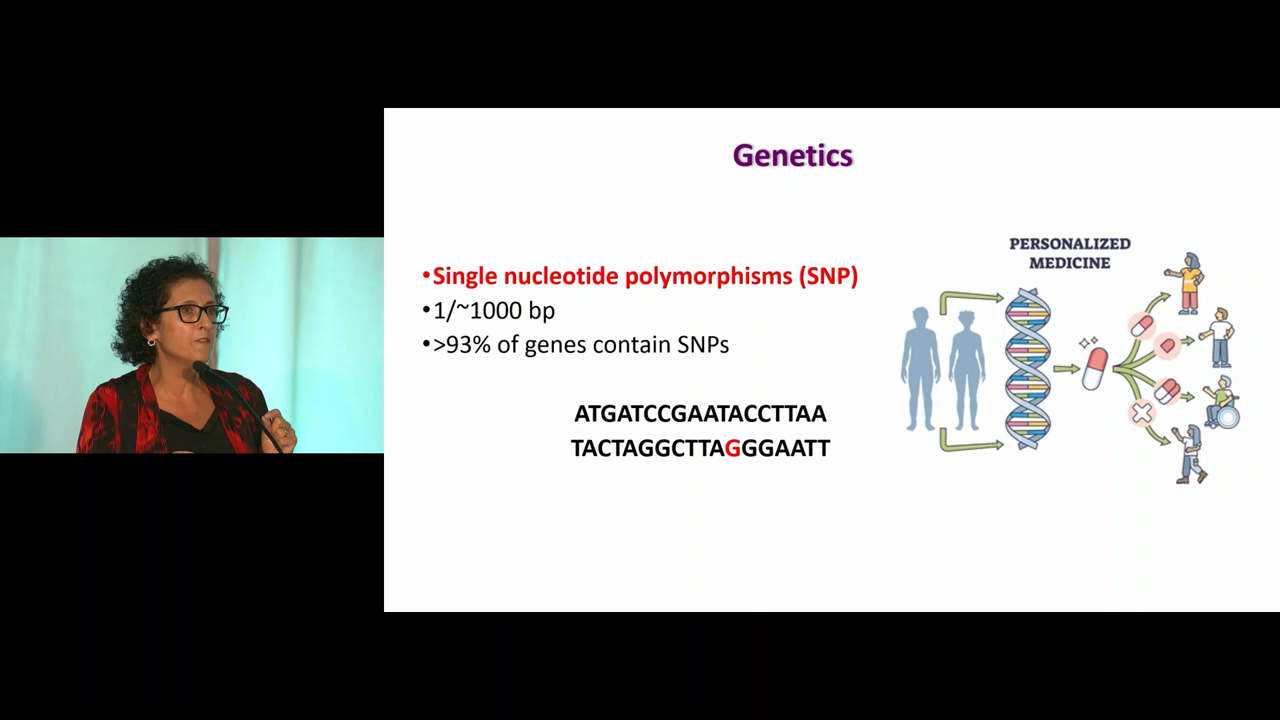 Genetics
•Single nucleotide polymorphisms (SNP)
•1/~1000 bp
•>93% of genes contain SNPs
ATGATCCGAATACCTTAA
TACTAGGCTTAGGGAATT
PERSONALIZED
MEDICINE